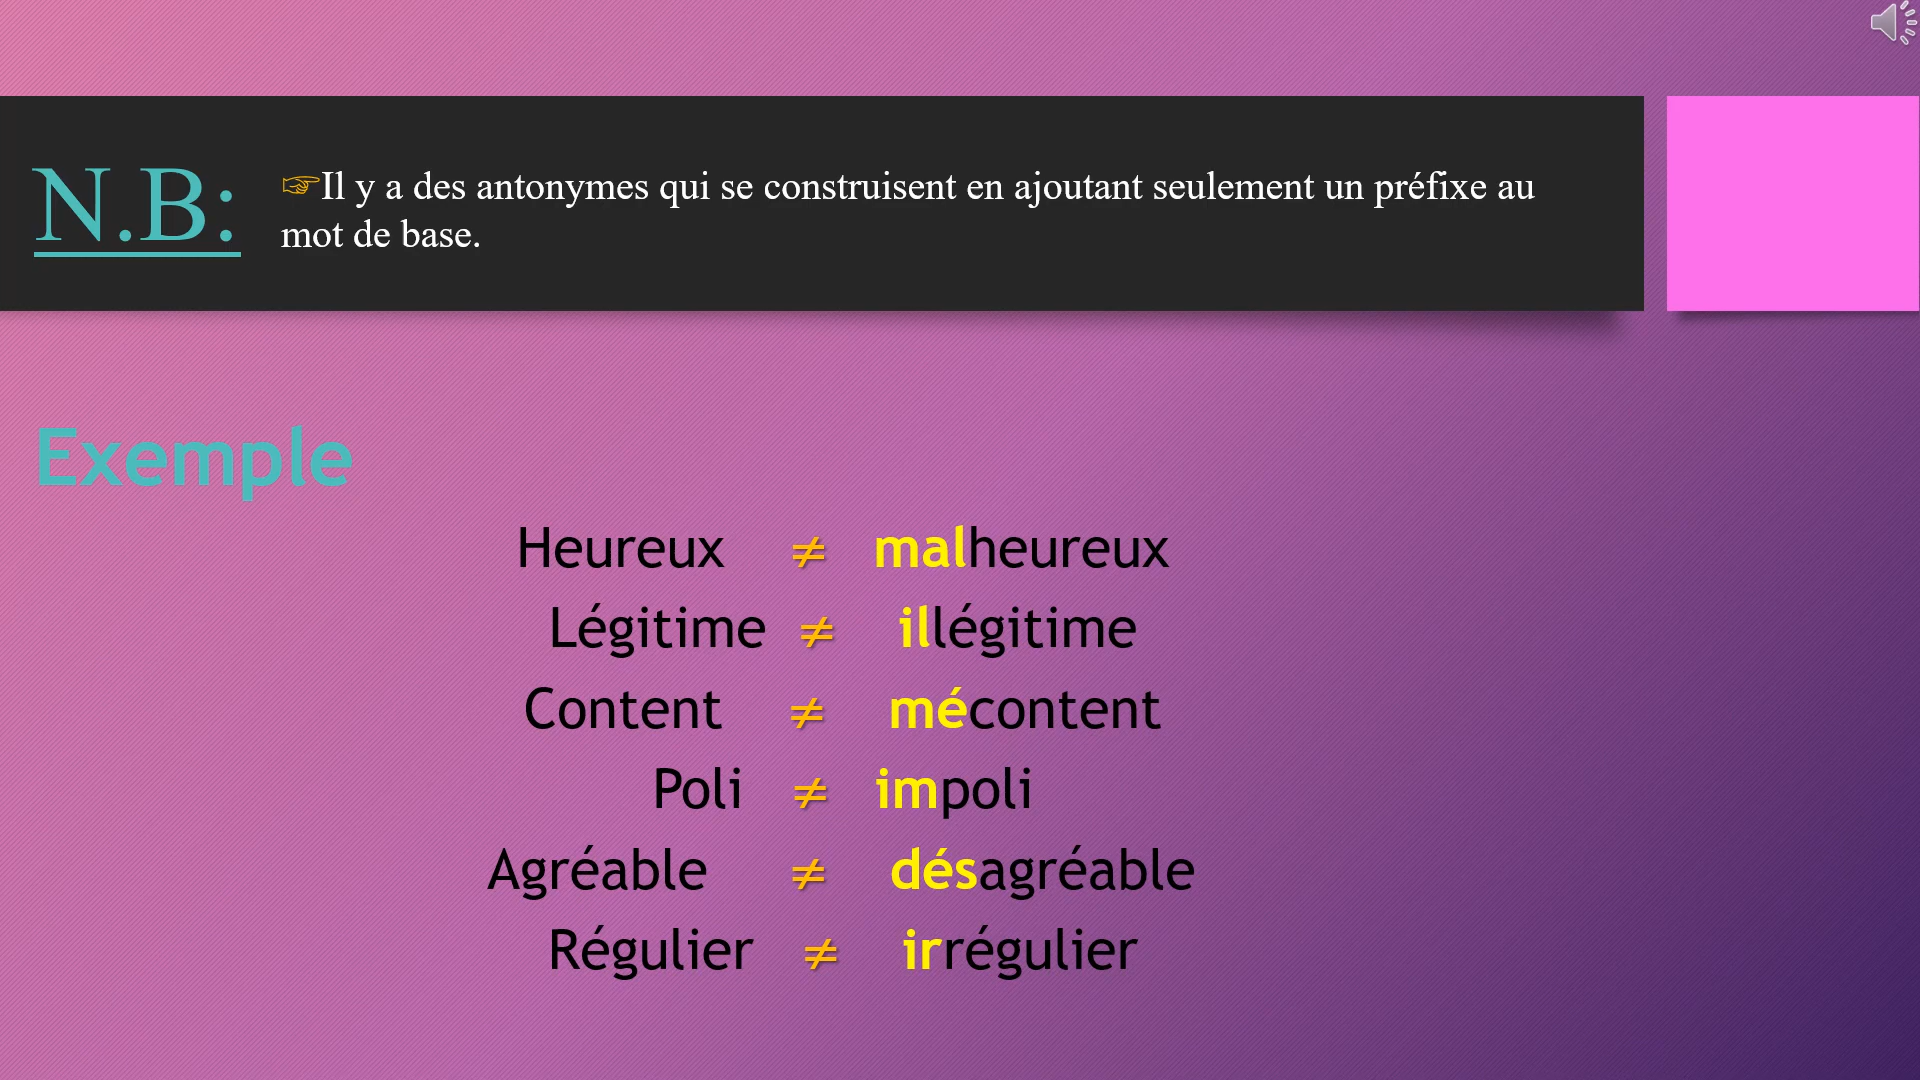 N.B:
☞Il y a des antonymes qui se construisent en ajoutant seulement un préfixe au
mot de base.
Exemple
Heureux ≠ malheureux
Légitime ≠ illégitime
Content ≠ mécontent
Poli ≠ impoli
Agréable ≠ désagréable
Régulier ≠ irrégulier